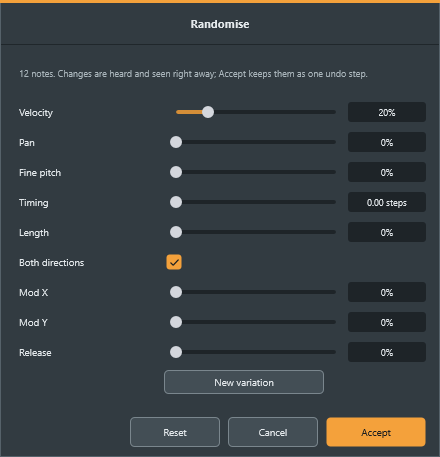 Randomise
12 notes. Changes are heard and seen right away; Accept keeps them as one undo step.
Velocity 20%
Pan 0%
Fine pitch 0%
Timing 0.00 steps
Length 0%
Both directions
Mod X 0%
Mod Y 0%
Release 0%
New variation
Reset Cancel Accept